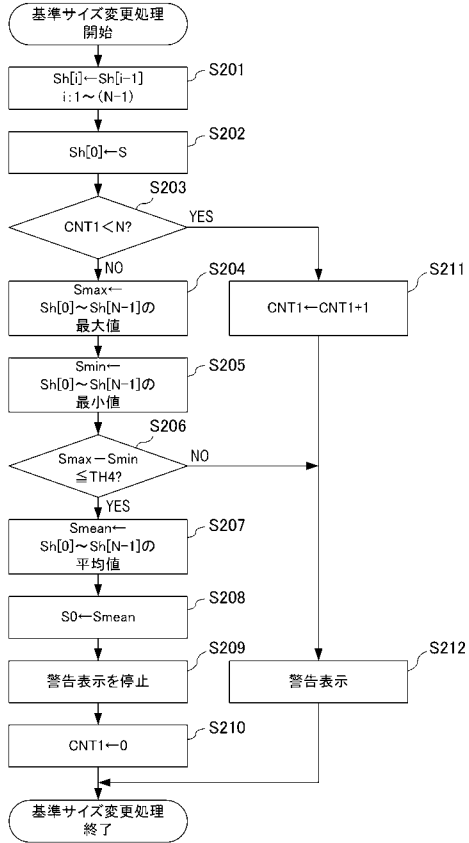 基準サイズ変更処理
開始
Sh[i]←Sh[i-1]
i:1~(N-1)
S201
Sh[0]←S
S202
CNT1<N?
S203
YES
NO
Smax←
Sh[0]~Sh[N-1]の
最大値
S204
CNT1←CNT1+1
S211
Smin←
Sh[0]~Sh[N-1]の
最小値
S205
Smax-Smin
≦TH4?
S206
NO
YES
Smean←
Sh[0]~Sh[N-1]の
平均値
S207
S0←Smean
S208
警告表示を停止
S209
警告表示
S212
CNT1←0
S210
基準サイズ変更処理
終了